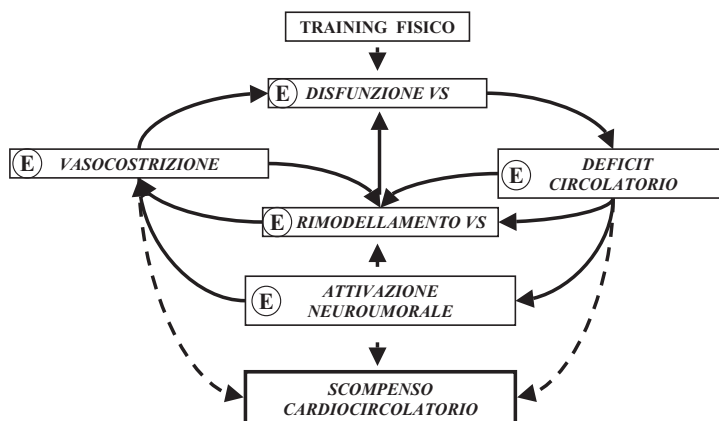 TRAINING FISICO
E DISFUNZIONE VS
E VASOCOSTRIZIONE
E DEFICIT
CIRCOLATORIO
E RIMODELLAMENTO VS
E ATTIVAZIONE
NEUROUMORALE
SCOMPENSO
CARDIOCIRCOLATORIO